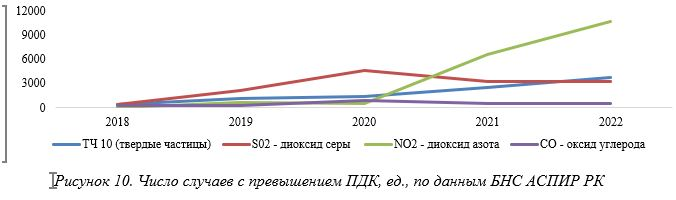 12000
9000
6000
3000
0
2018 2019 2020 2021 2022
ТЧ 10 (твердые частицы) S02 - диоксид серы NO2 - диоксид азота CO - оксид углерода
Рисунок 10. Число случаев с превышением ПДК, ед., по данным БНС АСПИР РК